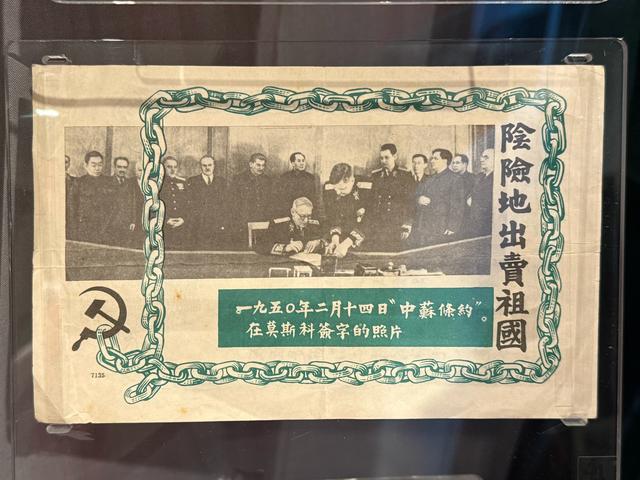 陰險地出賣祖國
一九五〇年二月十四日“中蘇條約”。
在莫斯科簽字的照片
7135